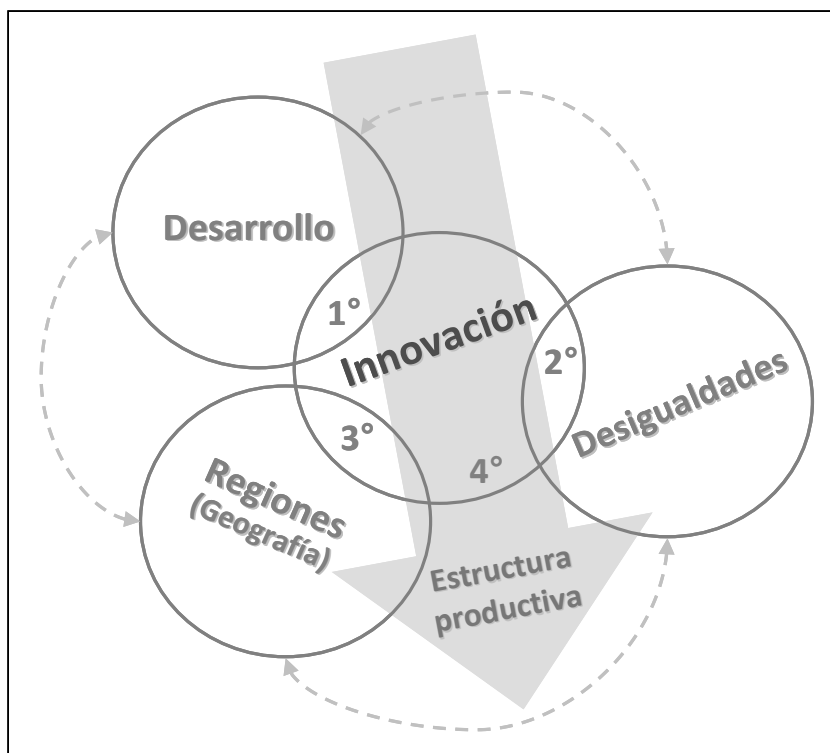 Desarrollo
1°
Innovación
2°
Desigualdades
3°
4°
Regiones
(Geografía)
Estructura
productiva